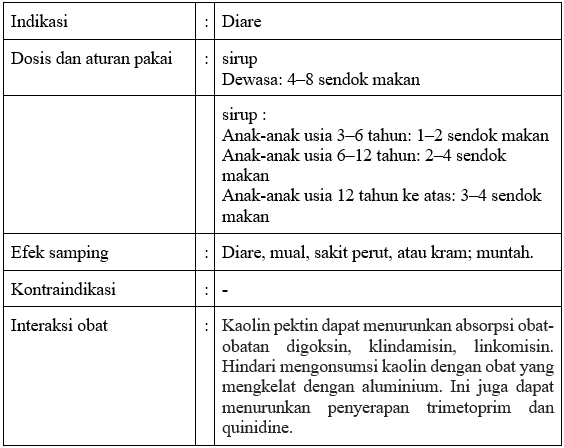 Indikasi : Diare
Dosis dan aturan pakai : sirup
Dewasa: 4–8 sendok makan
sirup :
Anak-anak usia 3–6 tahun: 1–2 sendok makan
Anak-anak usia 6–12 tahun: 2–4 sendok
makan
Anak-anak usia 12 tahun ke atas: 3–4 sendok
makan
Efek samping : Diare, mual, sakit perut, atau kram; muntah.
Kontraindikasi : -
Interaksi obat : Kaolin pektin dapat menurunkan absorpsi obat-
obatan digoksin, klindamisin, linkomisin.
Hindari mengonsumsi kaolin dengan obat yang
mengkelat dengan aluminium. Ini juga dapat
menurunkan penyerapan trimetoprim dan
quinidine.